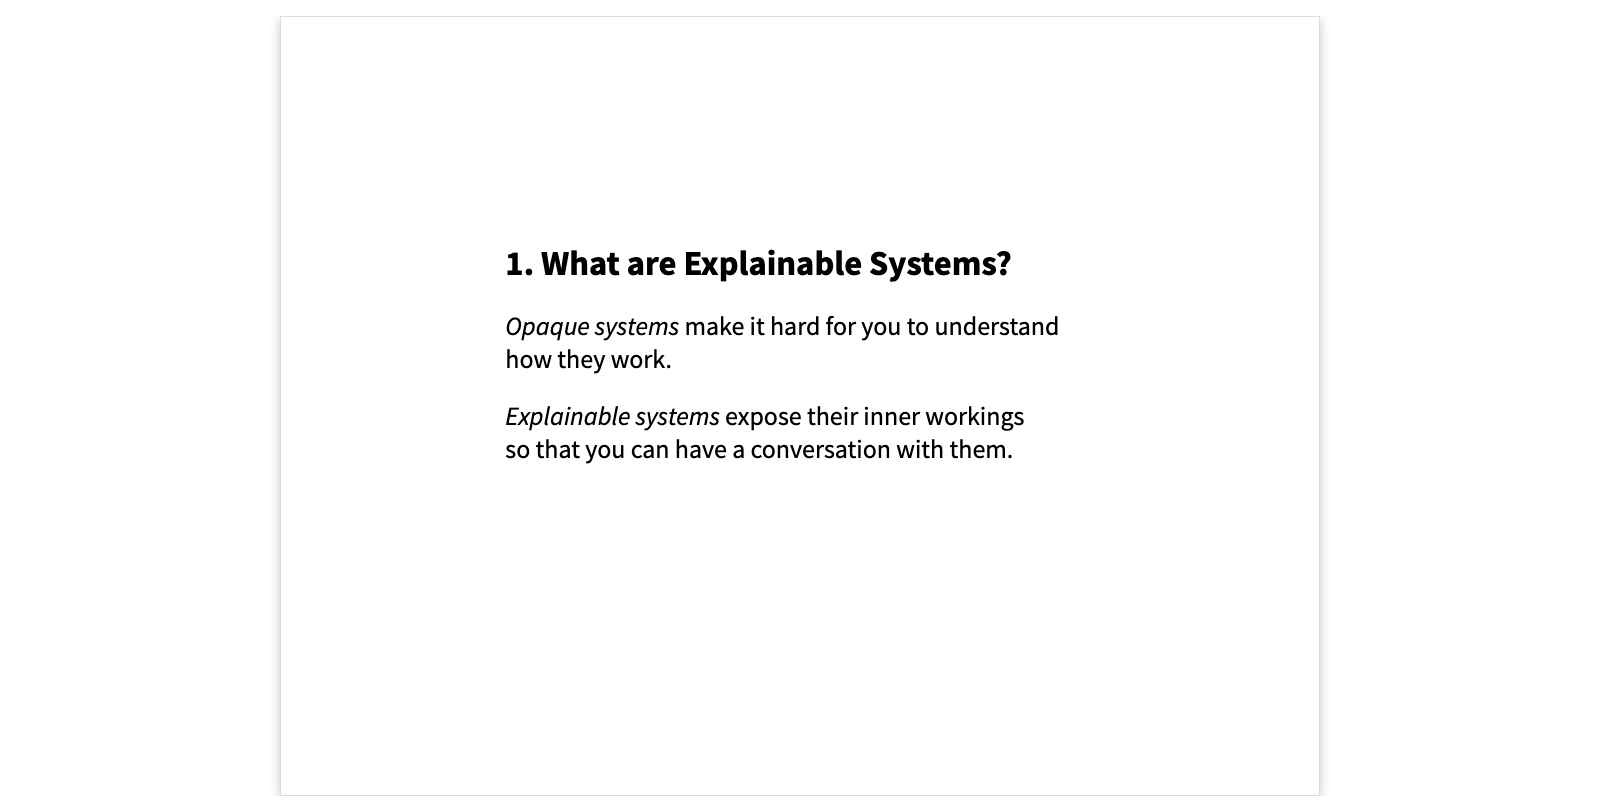 1. What are Explainable Systems?
Opaque systems make it hard for you to understand
how they work.
Explainable systems expose their inner workings
so that you can have a conversation with them.